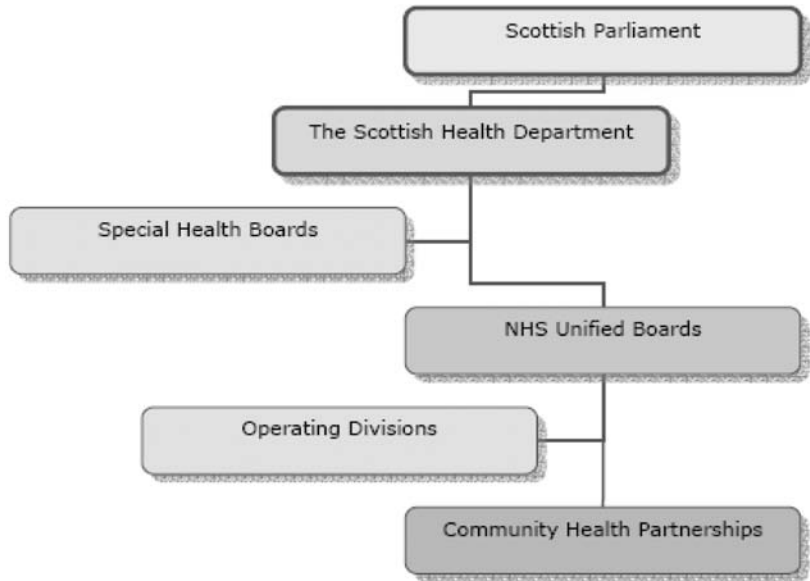 Scottish Parliament
The Scottish Health Department
Special Health Boards
NHS Unified Boards
Operating Divisions
Community Health Partnerships